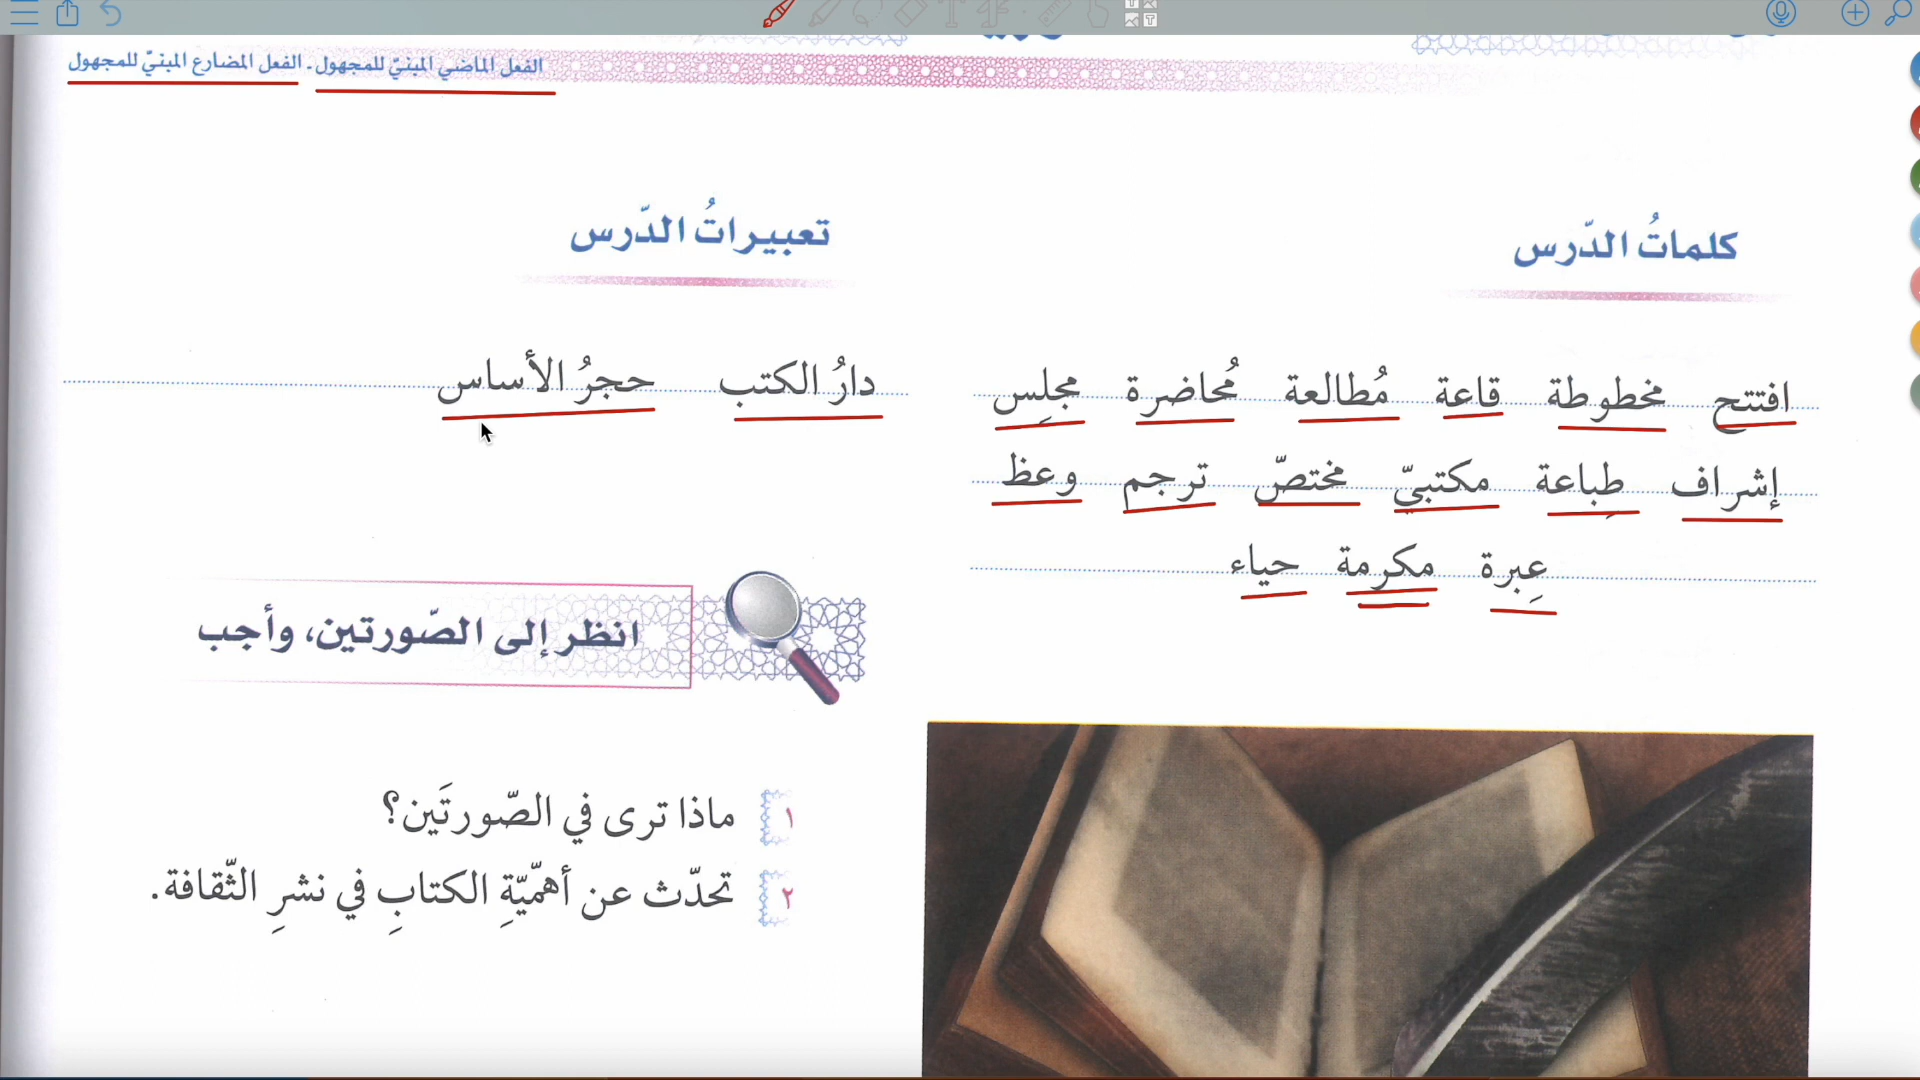 الفعل الماضي المبنيّ للمجهول ـ الفعل المضارع المبنيّ للمجهول
كلماتُ الدّرس
افتتح مخطوطة قاعة مُطالعة مُحاضرة مجلِس
إشراف طِباعة مكتبيّ مختصّ ترجم وعظ
عِبرة مكرمة حياء
تعبيراتُ الدّرس
دارُ الكتب حجرُ الأساس
انظر إلى الصّورتين، وأجب
١ ماذا ترى في الصّورتَين؟
٢ تحدّث عن أهمّيّةِ الكتابِ في نشرِ الثّقافة.